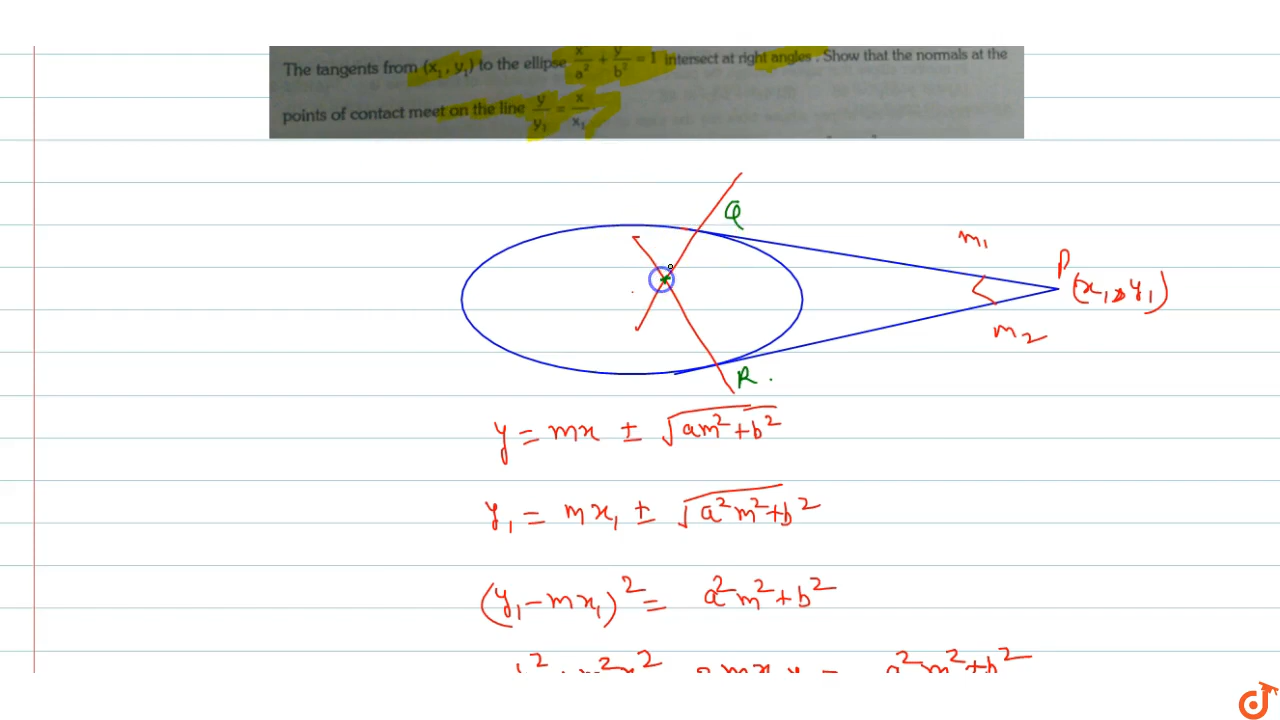 The tangents from (x₁, y₁) to the ellipse x/a² + y/b² = 1 intersect at right angles . Show that the normals at the
points of contact meet on the line y/y₁ = x/x₁
Q
m₁
P
(x₁, y₁)
m₂
R .
y = mx ± √(am²+b²)
y₁ = mx₁ ± √(a²m²+b²)
(y₁ - mx₁)² = a²m²+b²
a²m²+b²